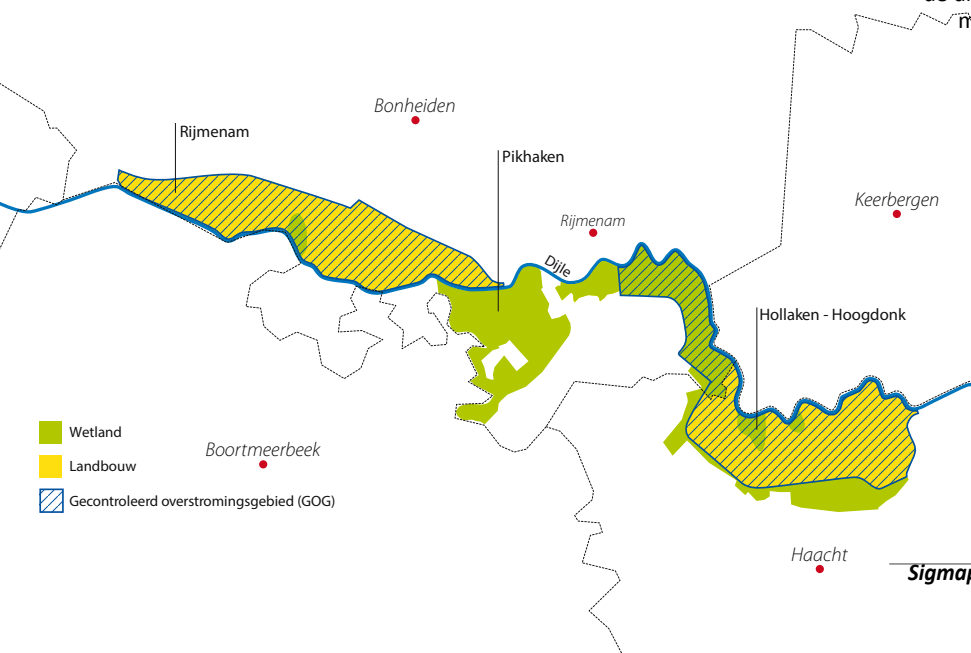 Bonheiden
Rijmenam
Pikhaken
Keerbergen
Rijmenam
Dijle
Hollaken - Hoogdonk
Wetland
Boortmeerbeek
Landbouw
Gecontroleerd overstromingsgebied (GOG)
Haacht